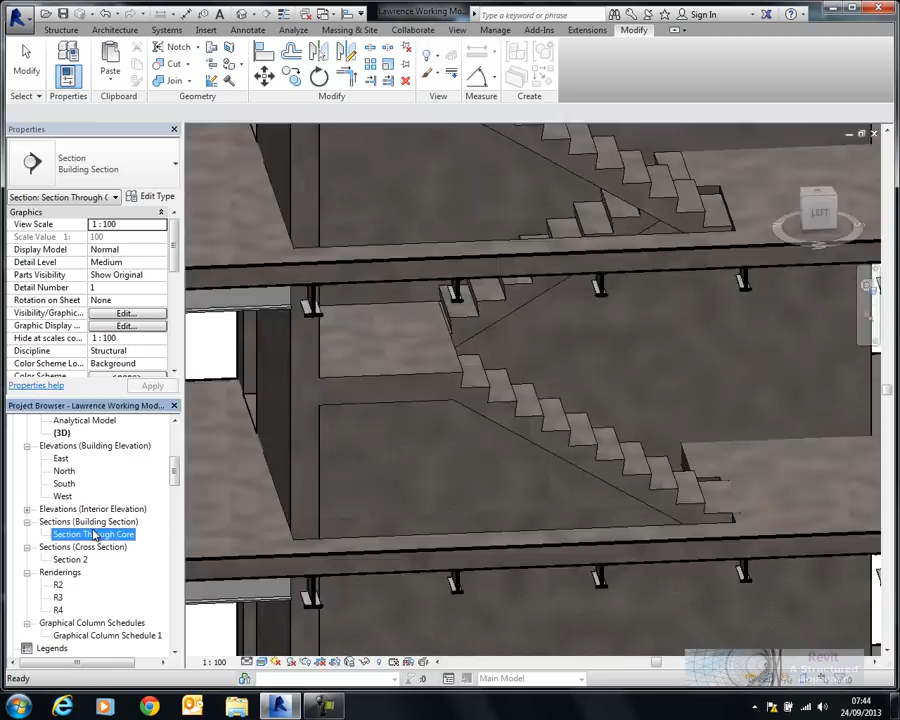 Lawrence Working Mo...
Type a keyword or phrase
Sign In
Structure Architecture Systems Insert Annotate Analyze Massing & Site Collaborate View Manage Add-Ins Extensions Modify
Modify
Properties
Paste
Notch
Cut
Join
Select
Properties
Clipboard
Geometry
Modify
View
Measure
Create
Properties
Section
Building Section
Section: Section Through C
Edit Type
Graphics
View Scale 1 : 100
Scale Value 1: 100
Display Model Normal
Detail Level Medium
Parts Visibility Show Original
Detail Number 1
Rotation on Sheet None
Visibility/Graphic... Edit...
Graphic Display ... Edit...
Hide at scales co... 1 : 100
Discipline Structural
Color Scheme Lo... Background
Properties help
Apply
Project Browser - Lawrence Working Mod...
Analytical Model
{3D}
Elevations (Building Elevation)
East
North
South
West
Elevations (Interior Elevation)
Sections (Building Section)
Section Through Core
Sections (Cross Section)
Section 2
Renderings
R2
R3
R4
Graphical Column Schedules
Graphical Column Schedule 1
Legends
LEFT
1 : 100
Ready
:0
Main Model
Revit
07:44
24/09/2013